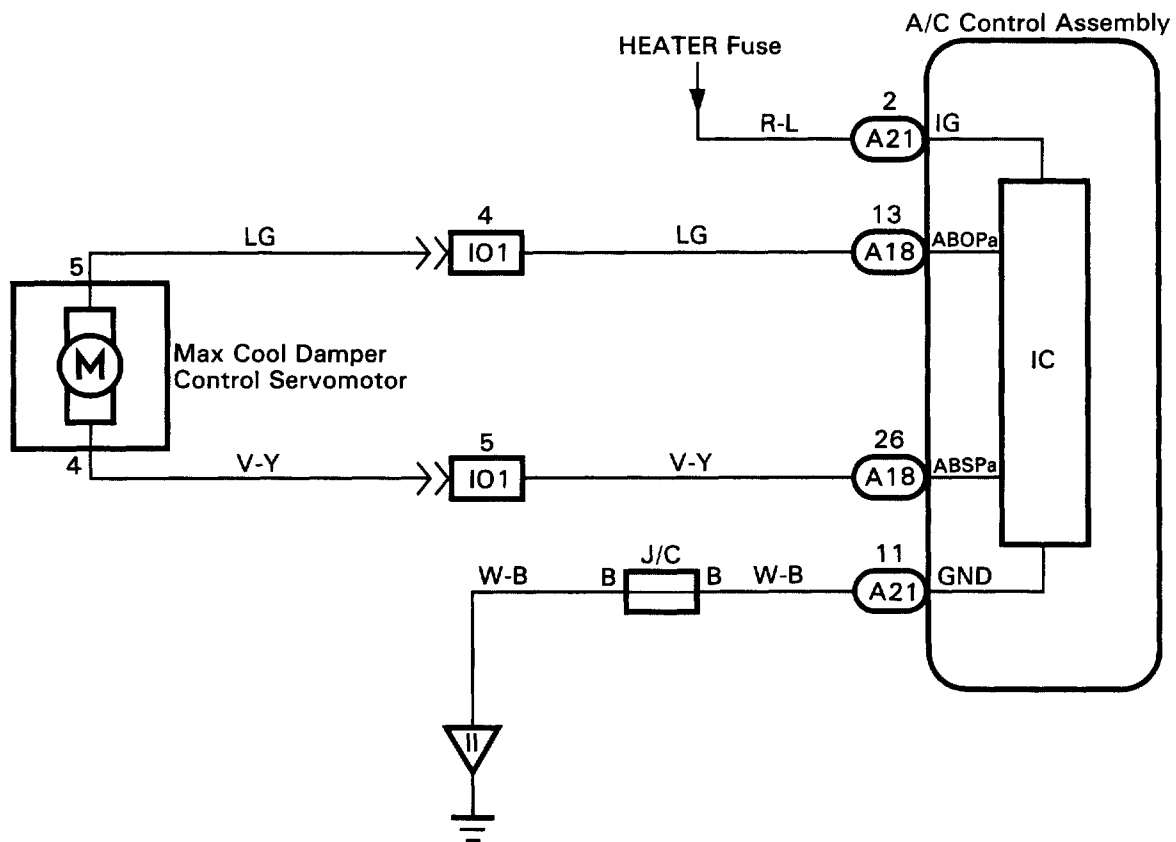 A/C Control Assembly
HEATER Fuse
2
R-L
A21
IG
4
13
LG
IO1
LG
A18
ABOPa
5
M
Max Cool Damper
Control Servomotor
IC
4
5
26
V-Y
IO1
V-Y
A18
ABSPa
J/C
11
W-B
B
B
W-B
A21
GND
II